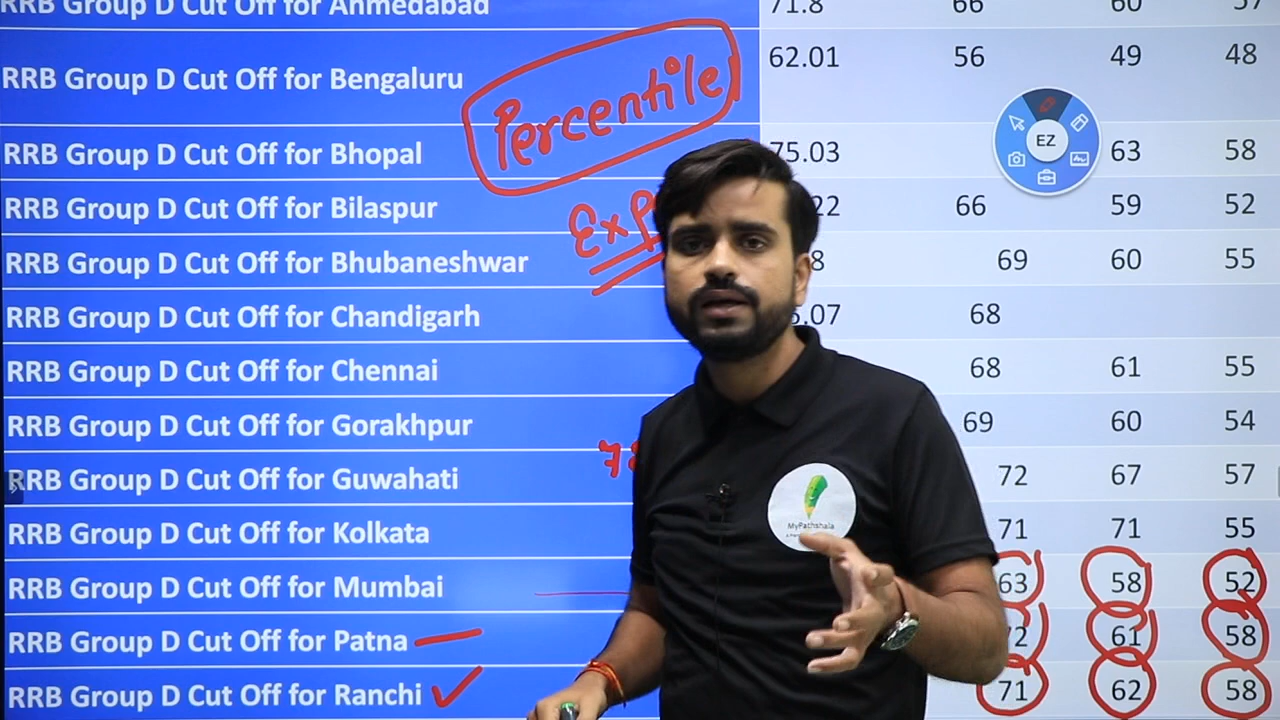 RRB Group D Cut Off for Ahmedabad 71.8 66 60 57
RRB Group D Cut Off for Bengaluru 62.01 56 49 48
Percentile
EZ
RRB Group D Cut Off for Bhopal 75.03 63 58
RRB Group D Cut Off for Bilaspur 22 66 59 52
Exp
RRB Group D Cut Off for Bhubaneshwar 8 69 60 55
RRB Group D Cut Off for Chandigarh .07 68
RRB Group D Cut Off for Chennai 68 61 55
RRB Group D Cut Off for Gorakhpur 69 60 54
RRB Group D Cut Off for Guwahati 72 67 57
MyPathshala
RRB Group D Cut Off for Kolkata 71 71 55
RRB Group D Cut Off for Mumbai 63 58 52
RRB Group D Cut Off for Patna 2 61 58
RRB Group D Cut Off for Ranchi 71 62 58